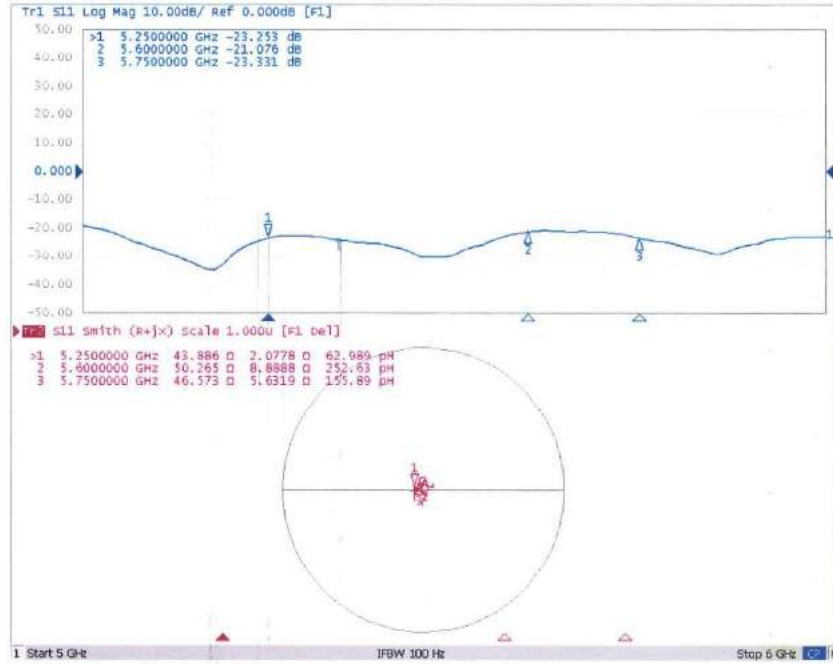 Tr1 S11 Log Mag 10.00dB/ Ref 0.000dB [F1]
50.00
40.00
30.00
20.00
10.00
0.000
-10.00
-20.00
-30.00
-40.00
-50.00
>1 5.2500000 GHz -23.253 dB
2 5.6000000 GHz -21.076 dB
3 5.7500000 GHz -23.331 dB
1
2
3
1
Tr2 S11 Smith (R+jX) Scale 1.000U [F1 Del]
>1 5.2500000 GHz 43.886 Ω 2.0778 Ω 62.989 pH
2 5.6000000 GHz 50.265 Ω 8.8888 Ω 252.63 pH
3 5.7500000 GHz 46.573 Ω 5.6319 Ω 155.89 pH
1
1 Start 5 GHz IFBW 100 Hz Stop 6 GHz